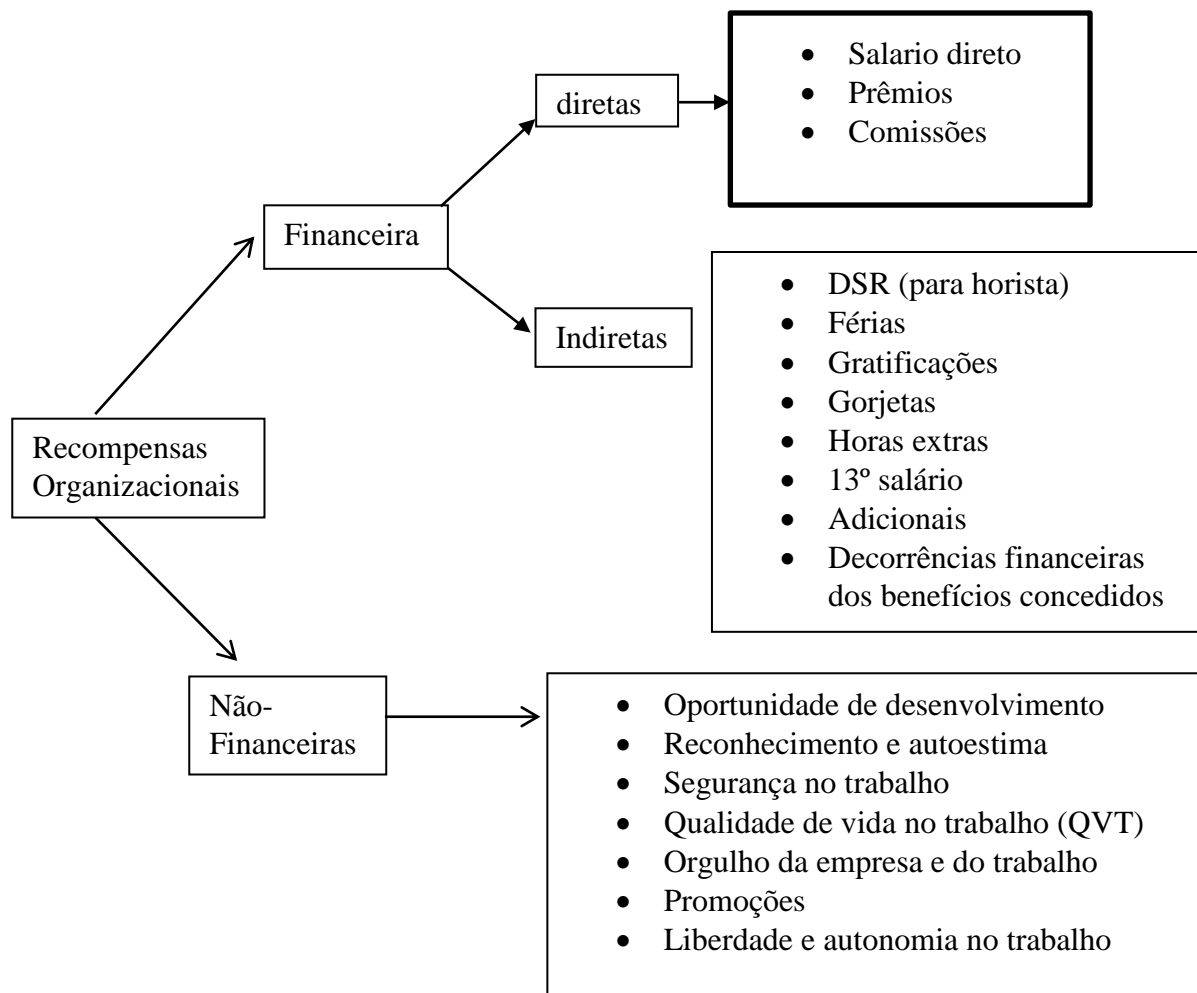 Recompensas
Organizacionais
Financeira
diretas
• Salario direto
• Prêmios
• Comissões
Indiretas
• DSR (para horista)
• Férias
• Gratificações
• Gorjetas
• Horas extras
• 13º salário
• Adicionais
• Decorrências financeiras
dos benefícios concedidos
Não-
Financeiras
• Oportunidade de desenvolvimento
• Reconhecimento e autoestima
• Segurança no trabalho
• Qualidade de vida no trabalho (QVT)
• Orgulho da empresa e do trabalho
• Promoções
• Liberdade e autonomia no trabalho